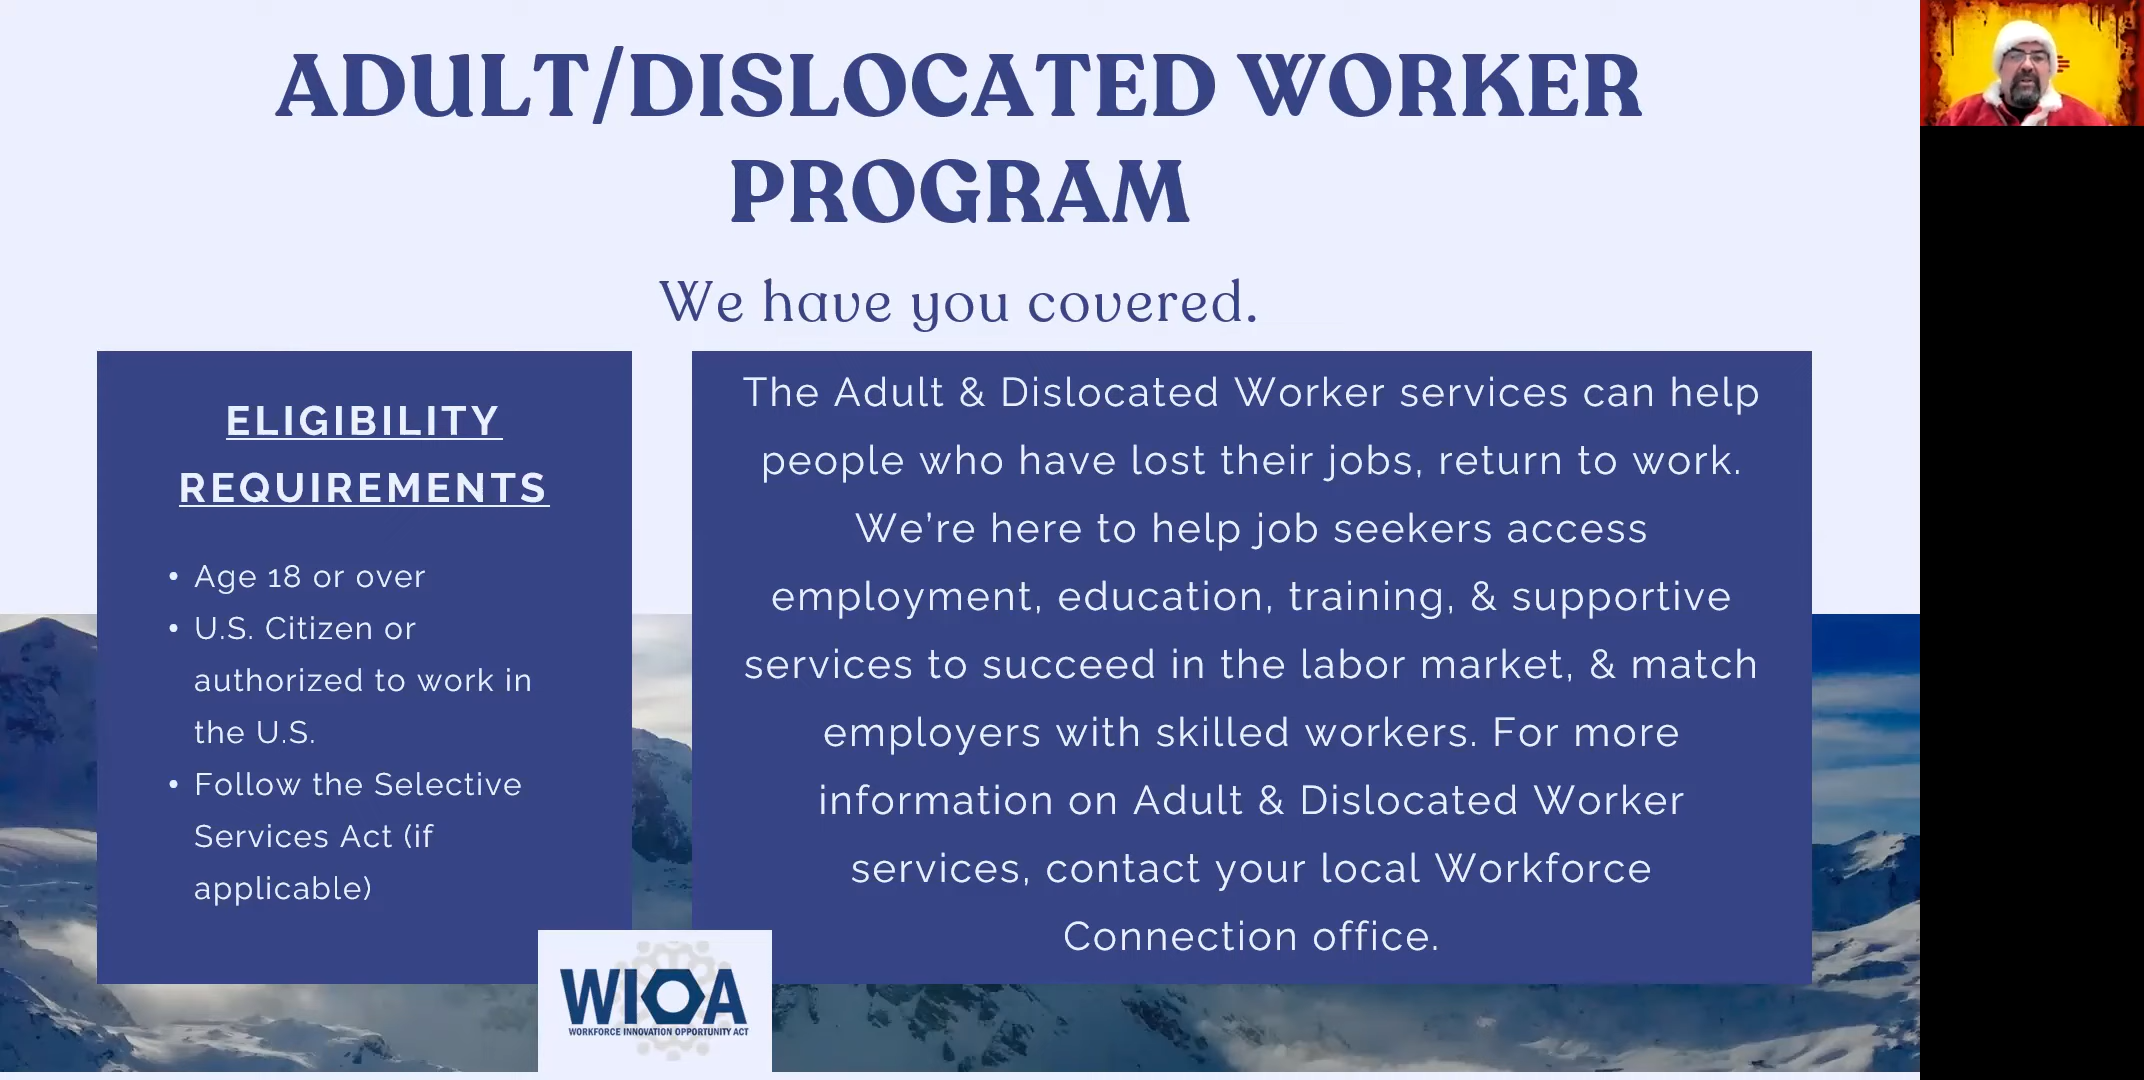 ADULT/DISLOCATED WORKER
PROGRAM
We have you covered.
ELIGIBILITY
REQUIREMENTS
• Age 18 or over
• U.S. Citizen or
authorized to work in
the U.S.
• Follow the Selective
Services Act (if
applicable)
The Adult & Dislocated Worker services can help
people who have lost their jobs, return to work.
We’re here to help job seekers access
employment, education, training, & supportive
services to succeed in the labor market, & match
employers with skilled workers. For more
information on Adult & Dislocated Worker
services, contact your local Workforce
Connection office.
WIOA
WORKFORCE INNOVATION OPPORTUNITY ACT